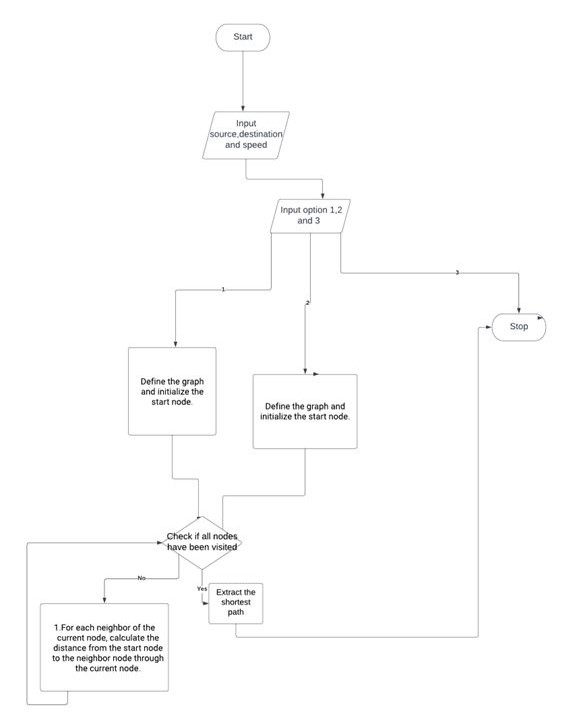 Start
Input
source,destination
and speed
Input option 1,2
and 3
1
2
3
Stop
Define the graph
and initialize the
start node.
Define the graph and
initialize the start node.
Check if all nodes
have been visited
No
Yes
Extract the
shortest
path
1.For each neighbor of the
current node, calculate the
distance from the start node
to the neighbor node through
the current node.